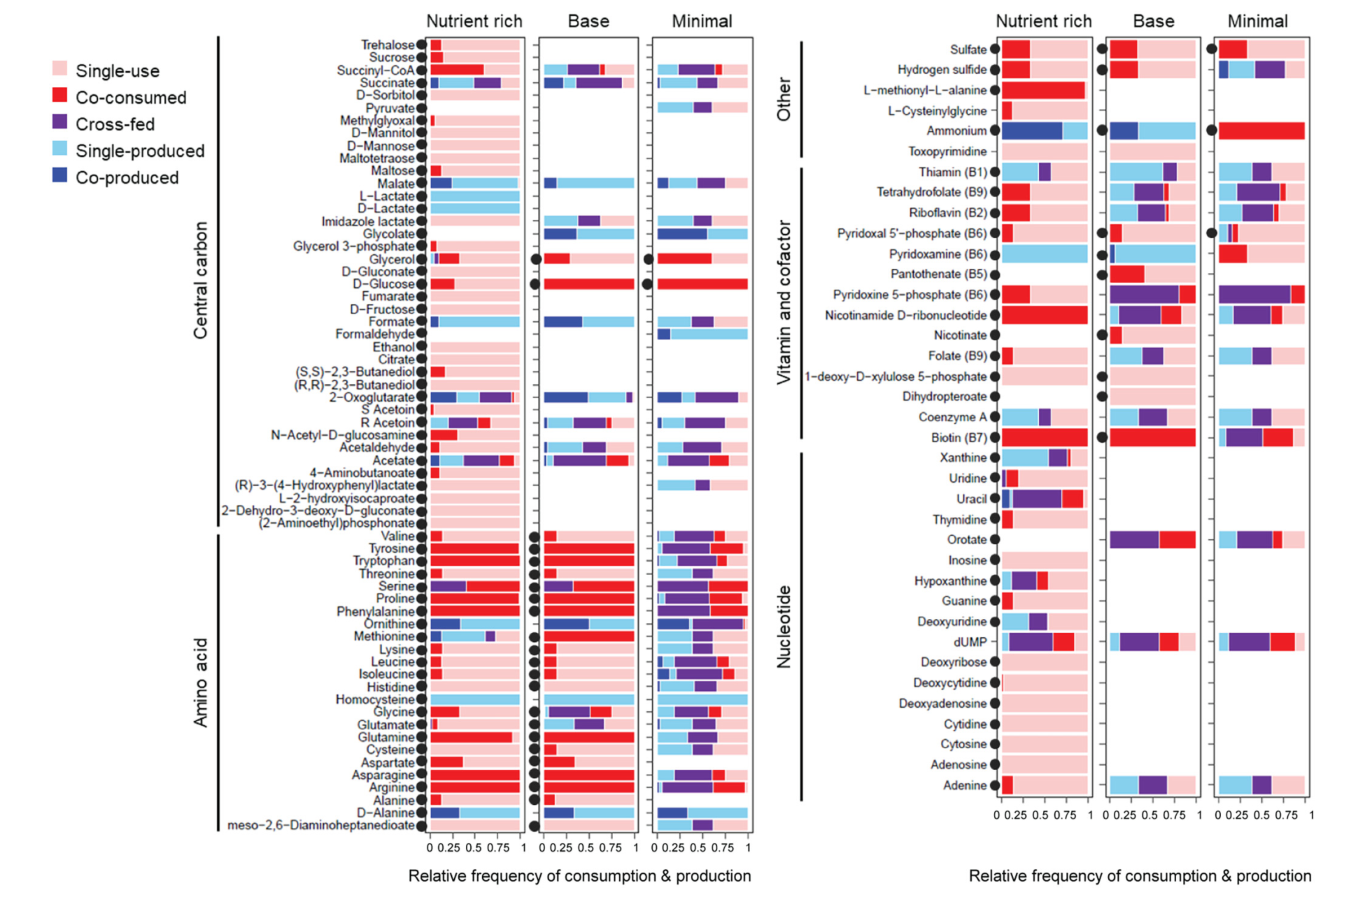 Nutrient rich Base Minimal
Single-use
Co-consumed
Cross-fed
Single-produced
Co-produced
Central carbon
Trehalose
Sucrose
Succinyl-CoA
Succinate
D-Sorbitol
Pyruvate
Methylglyoxal
D-Mannitol
D-Mannose
Maltotetraose
Maltose
Malate
L-Lactate
D-Lactate
Imidazole lactate
Glycolate
Glycerol 3-phosphate
Glycerol
D-Gluconate
D-Glucose
Fumarate
D-Fructose
Formate
Formaldehyde
Ethanol
Citrate
(S,S)-2,3-Butanediol
(R,R)-2,3-Butanediol
2-Oxoglutarate
S Acetoin
R Acetoin
N-Acetyl-D-glucosamine
Acetaldehyde
Acetate
4-Aminobutanoate
(R)-3-(4-Hydroxyphenyl)lactate
L-2-hydroxyisocaproate
2-Dehydro-3-deoxy-D-gluconate
(2-Aminoethyl)phosphonate
Amino acid
Valine
Tyrosine
Tryptophan
Threonine
Serine
Proline
Phenylalanine
Ornithine
Methionine
Lysine
Leucine
Isoleucine
Histidine
Homocysteine
Glycine
Glutamate
Glutamine
Cysteine
Aspartate
Asparagine
Arginine
Alanine
D-Alanine
meso-2,6-Diaminoheptanedioate
0 0.25 0.5 0.75 1 0 0.25 0.5 0.75 1 0 0.25 0.5 0.75 1
Relative frequency of consumption & production
Nutrient rich Base Minimal
Other
Sulfate
Hydrogen sulfide
L-methionyl-L-alanine
L-Cysteinylglycine
Ammonium
Toxopyrimidine
Vitamin and cofactor
Thiamin (B1)
Tetrahydrofolate (B9)
Riboflavin (B2)
Pyridoxal 5'-phosphate (B6)
Pyridoxamine (B6)
Pantothenate (B5)
Pyridoxine 5-phosphate (B6)
Nicotinamide D-ribonucleotide
Nicotinate
Folate (B9)
1-deoxy-D-xylulose 5-phosphate
Dihydropteroate
Coenzyme A
Biotin (B7)
Nucleotide
Xanthine
Uridine
Uracil
Thymidine
Orotate
Inosine
Hypoxanthine
Guanine
Deoxyuridine
dUMP
Deoxyribose
Deoxycytidine
Deoxyadenosine
Cytidine
Cytosine
Adenosine
Adenine
0 0.25 0.5 0.75 1 0 0.25 0.5 0.75 1 0 0.25 0.5 0.75 1
Relative frequency of consumption & production